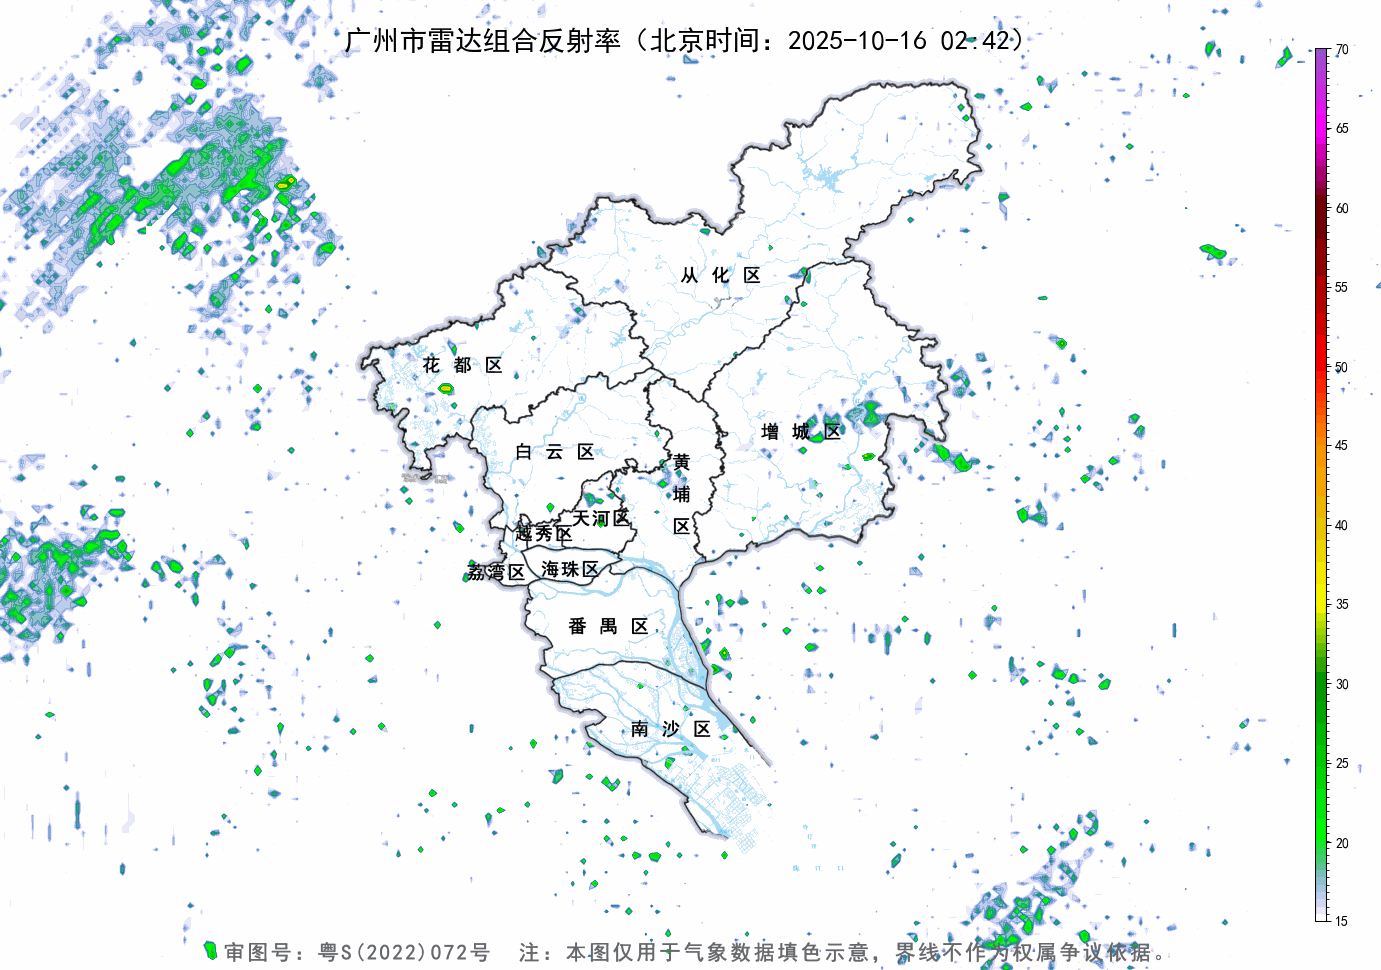 广州市雷达组合反射率（北京时间：2025-10-16 02:42）
70
65
60
55
50
45
40
35
30
25
20
15
从化区
花都区
增城区
白云区
黄埔区
天河区
越秀区
荔湾区
海珠区
番禺区
南沙区
审图号：粤S(2022)072号 注：本图仅用于气象数据填色示意，界线不作为权属争议依据。